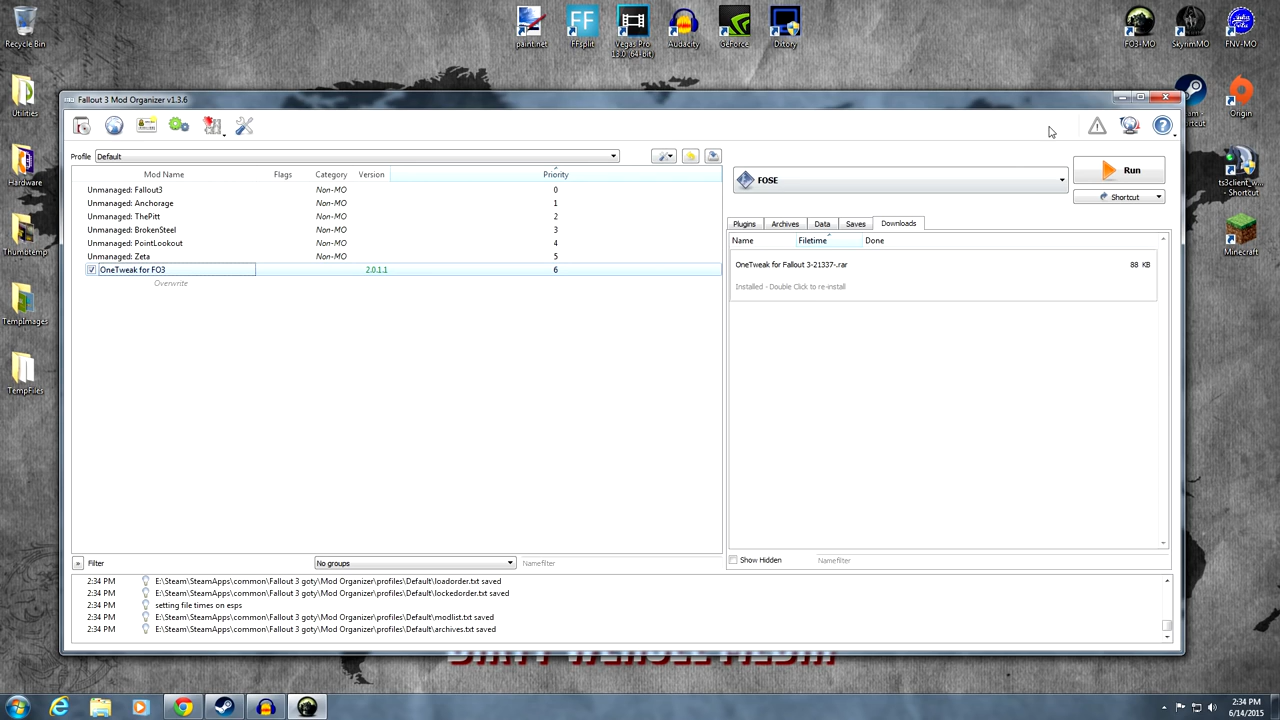 Recycle Bin
Utilities
Hardware
Thumbtemp
TempImages
TempFiles
paint.net
FFsplit
Vegas Pro
13.0 (64-Bit)
Audacity
GeForce
Dxtory
FO3-MO
SkyrimMO
FNV-MO
Origin
ts3client_w...
- Shortcut
Minecraft
Fallout 3 Mod Organizer v1.3.6
Profile Default
Mod Name Flags Category Version Priority
Unmanaged: Fallout3 Non-MO 0
Unmanaged: Anchorage Non-MO 1
Unmanaged: ThePitt Non-MO 2
Unmanaged: BrokenSteel Non-MO 3
Unmanaged: PointLookout Non-MO 4
Unmanaged: Zeta Non-MO 5
OneTweak for FO3 2.0.1.1 6
Overwrite
Filter No groups Namefilter
FOSE
Run
Shortcut
Plugins Archives Data Saves Downloads
Name Filetime Done
OneTweak for Fallout 3-21337-.rar 88 KB
Installed - Double Click to re-install
Show Hidden Namefilter
2:34 PM E:\Steam\SteamApps\common\Fallout 3 goty\Mod Organizer\profiles\Default\loadorder.txt saved
2:34 PM E:\Steam\SteamApps\common\Fallout 3 goty\Mod Organizer\profiles\Default\lockedorder.txt saved
2:34 PM setting file times on esps
2:34 PM E:\Steam\SteamApps\common\Fallout 3 goty\Mod Organizer\profiles\Default\modlist.txt saved
2:34 PM E:\Steam\SteamApps\common\Fallout 3 goty\Mod Organizer\profiles\Default\archives.txt saved
2:34 PM
6/14/2015